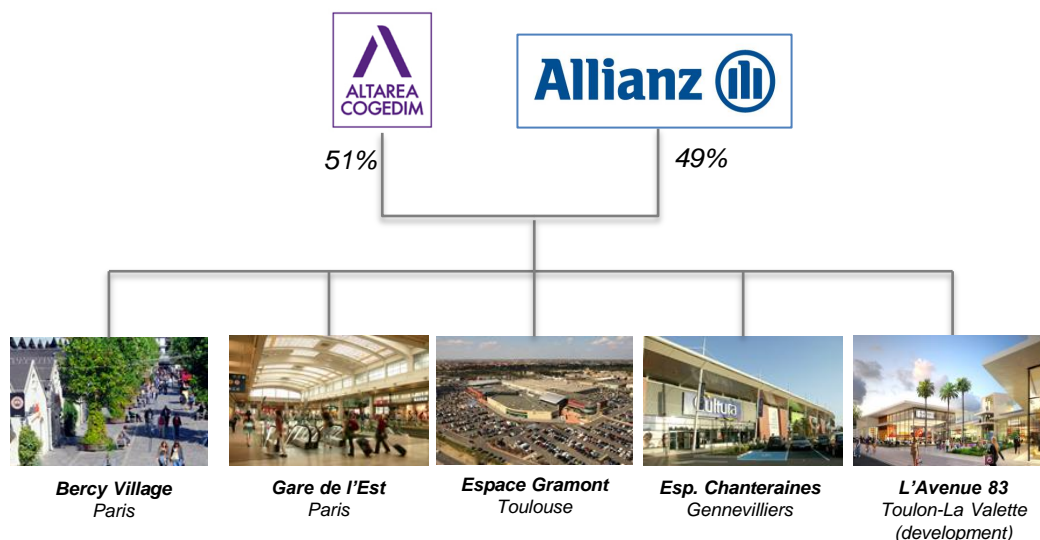 ALTAREA
COGEDIM
Allianz
51%
49%
Cultura
Bercy Village
Paris
Gare de l'Est
Paris
Espace Gramont
Toulouse
Esp. Chanteraines
Gennevilliers
L'Avenue 83
Toulon-La Valette
(development)